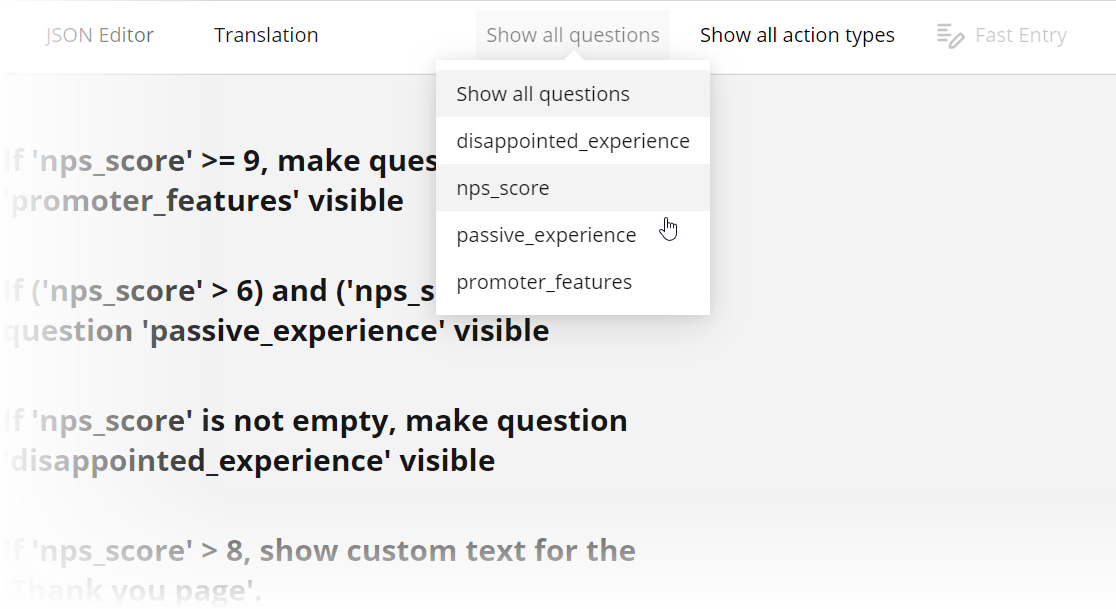 JSON Editor Translation Show all questions Show all action types Fast Entry
Show all questions
disappointed_experience
nps_score
passive_experience
promoter_features
If 'nps_score' >= 9, make ques
'promoter_features' visible
If ('nps_score' > 6) and ('nps_s
question 'passive_experience' visible
If 'nps_score' is not empty, make question
'disappointed_experience' visible
If 'nps_score' > 8, show custom text for the
'Thank you page'.